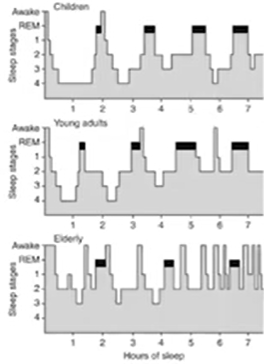 Children
Awake
REM
1
2
3
4
Sleep stages
1 2 3 4 5 6 7
Young adults
Awake
REM
1
2
3
4
Sleep stages
1 2 3 4 5 6 7
Elderly
Awake
REM
1
2
3
4
Sleep stages
1 2 3 4 5 6 7
Hours of sleep